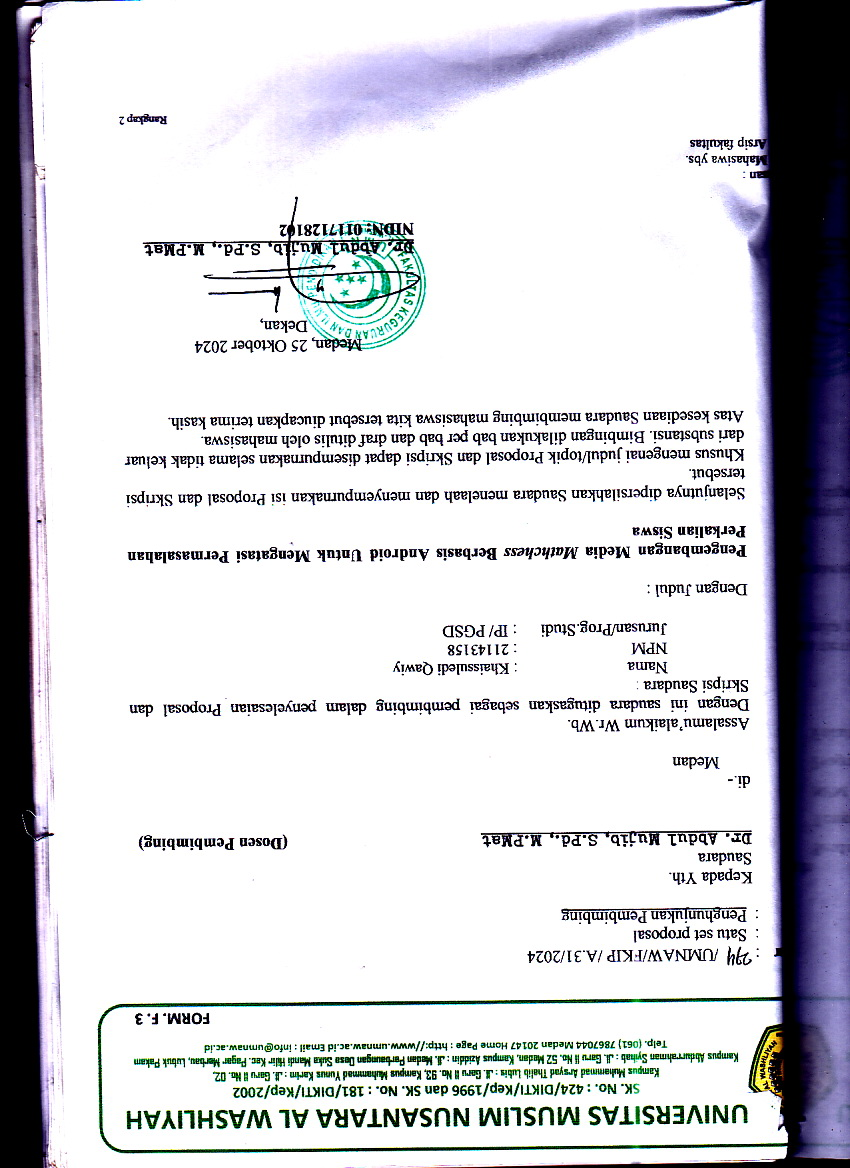 UNIVERSITAS MUSLIM NUSANTARA AL WASHLIYAH
SK. No. : 424/DIKTI/Kep/1996 dan SK. No. : 181/DIKTI/Kep/2002
Kampus Muhammad Arsyad Thalib Lubis : Jl. Garu II No. 93, Kampus Muhammad Yunus Karim : Jl. Garu II No. 02,
Kampus Abdurrahman Syihab : Jl. Garu II No. 52 Medan, Kampus Aziddin : Jl. Medan Perbaungan Desa Suka Mandi Hilir Kec. Pagar Merbau, Lubuk Pakam
Telp. (061) 7867044 Medan 20147 Home Page : http://www.umnaw.ac.id Email : info@umnaw.ac.id
FORM. F. 3
: 274 /UMNAW/FKIP /A.31/2024
: Satu set proposal
: Penghunjukan Pembimbing
Kepada Yth.
Saudara
Dr. Abdul Mujib, S.Pd., M.PMat (Dosen Pembimbing)
di.-
Medan
Assalamu'alaikum Wr.Wb.
Dengan ini saudara ditugaskan sebagai pembimbing dalam penyelesaian Proposal dan
Skripsi Saudara :
Nama : Khaissuledi Qawiy
NPM : 21143158
Jurusan/Prog.Studi : IP/ PGSD
Dengan Judul :
Pengembangan Media Mathchess Berbasis Android Untuk Mengatasi Permasalahan
Perkalian Siswa
Selanjutnya dipersilahkan Saudara menelaah dan menyempurnakan isi Proposal dan Skripsi
tersebut.
Khusus mengenai judul/topik Proposal dan Skripsi dapat disempurnakan selama tidak keluar
dari substansi. Bimbingan dilakukan bab per bab dan draf ditulis oleh mahasiswa.
Atas kesediaan Saudara membimbing mahasiswa kita tersebut diucapkan terima kasih.
Medan, 25 Oktober 2024
Dekan,
FAKULTAS KEGURUAN DAN ILMU
Dr. Abdul Mujib, S.Pd., M.PMat
NIDN: 0117128102
:
Mahasiwa ybs.
Arsip fakultas
Rangkap 2